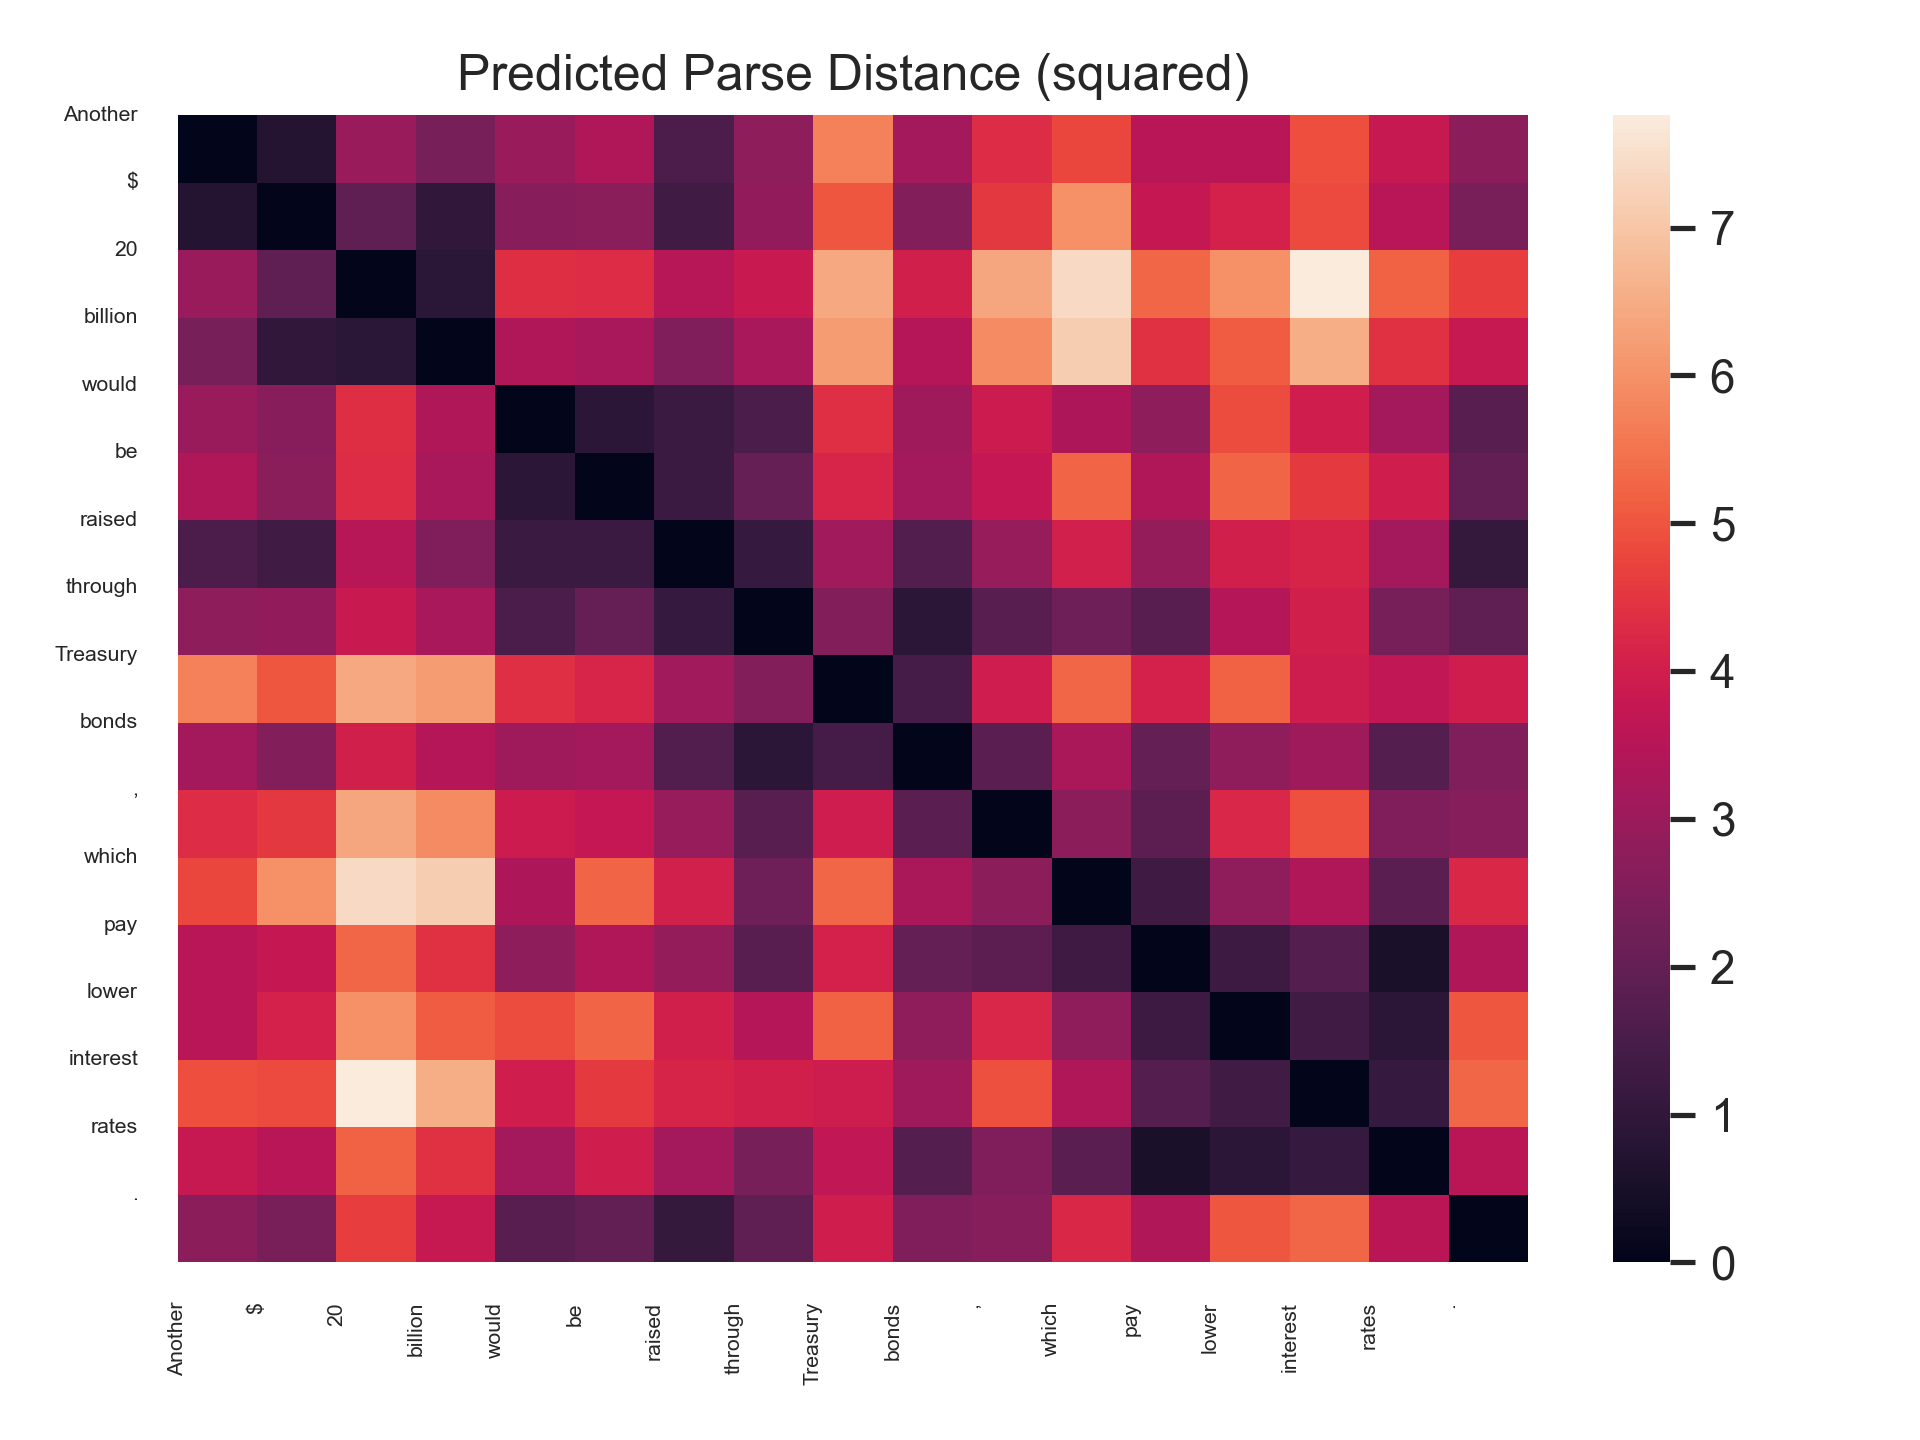 Predicted Parse Distance (squared)
Another
$
20
billion
would
be
raised
through
Treasury
bonds
,
which
pay
lower
interest
rates
.
7
6
5
4
3
2
1
0
Another
$
20
billion
would
be
raised
through
Treasury
bonds
,
which
pay
lower
interest
rates
.